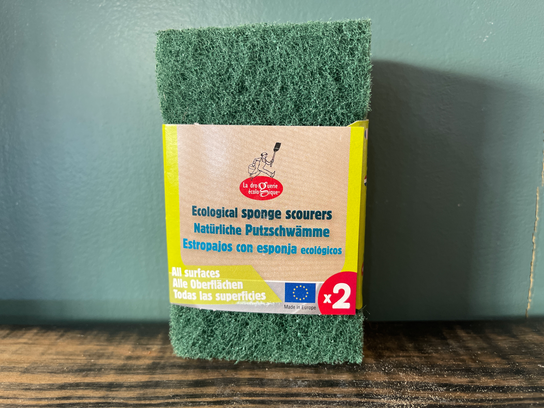 La droguerie
écologique®
Ecological sponge scourers
Natürliche Putzschwämme
Estropajos con esponja ecológicos
All surfaces
Alle Oberflächen
Todas las superficies
Made in Europe
x2